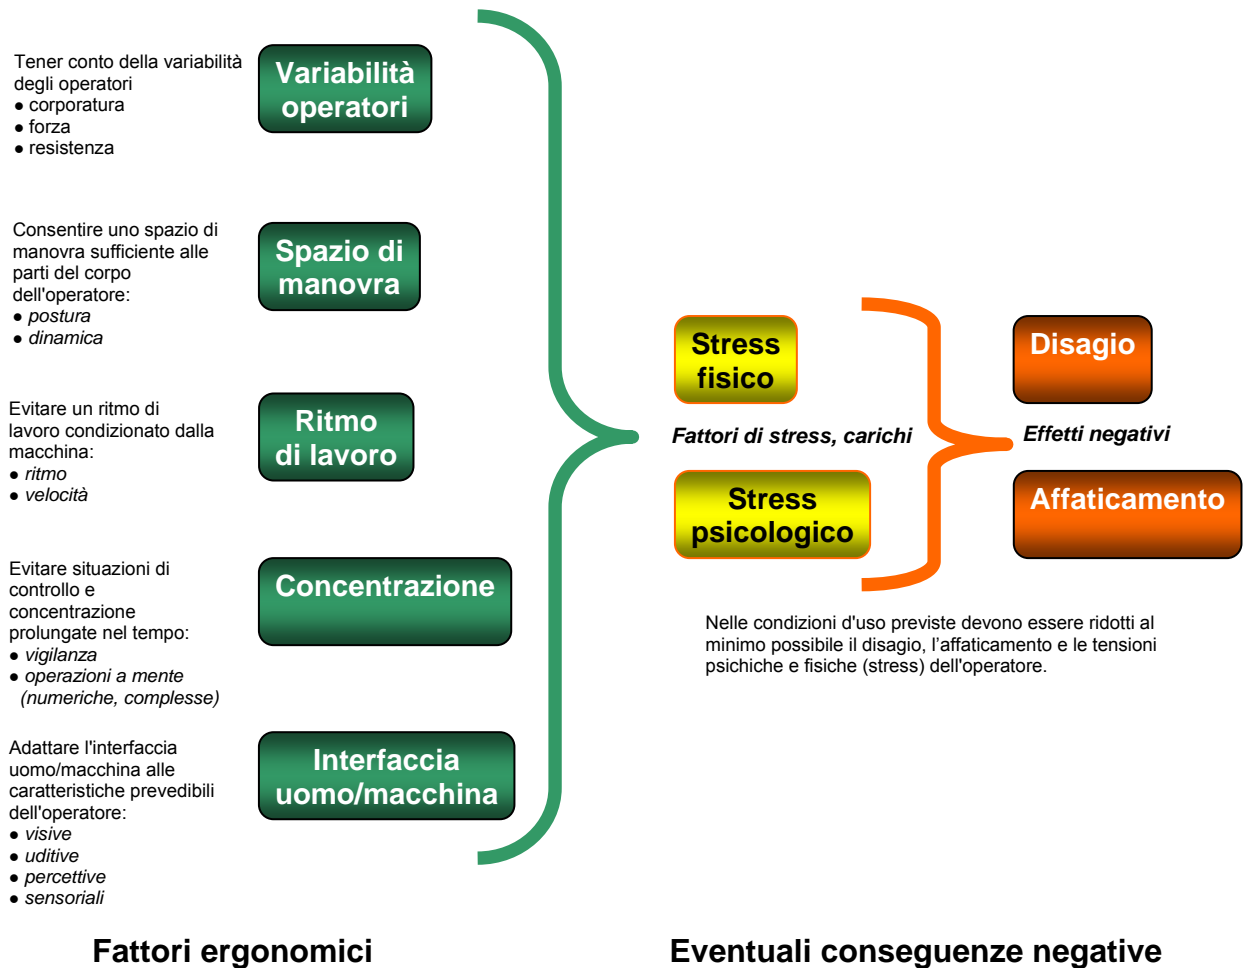 Tener conto della variabilità
degli operatori
● corporatura
● forza
● resistenza
Variabilità
operatori
Consentire uno spazio di
manovra sufficiente alle
parti del corpo
dell'operatore:
● postura
● dinamica
Spazio di
manovra
Evitare un ritmo di
lavoro condizionato dalla
macchina:
● ritmo
● velocità
Ritmo
di lavoro
Evitare situazioni di
controllo e
concentrazione
prolungate nel tempo:
● vigilanza
● operazioni a mente
(numeriche, complesse)
Concentrazione
Adattare l'interfaccia
uomo/macchina alle
caratteristiche prevedibili
dell'operatore:
● visive
● uditive
● percettive
● sensoriali
Interfaccia
uomo/macchina
Stress
fisico
Fattori di stress, carichi
Stress
psicologico
Disagio
Effetti negativi
Affaticamento
Nelle condizioni d'uso previste devono essere ridotti al
minimo possibile il disagio, l’affaticamento e le tensioni
psichiche e fisiche (stress) dell'operatore.
Fattori ergonomici
Eventuali conseguenze negative